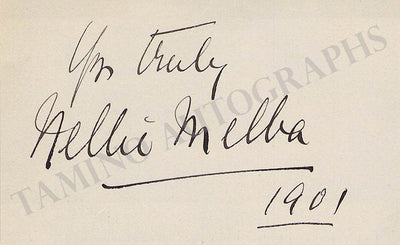 Yrs truly
Nellie Melba
1901
TAMINO AUTOGRAPHS